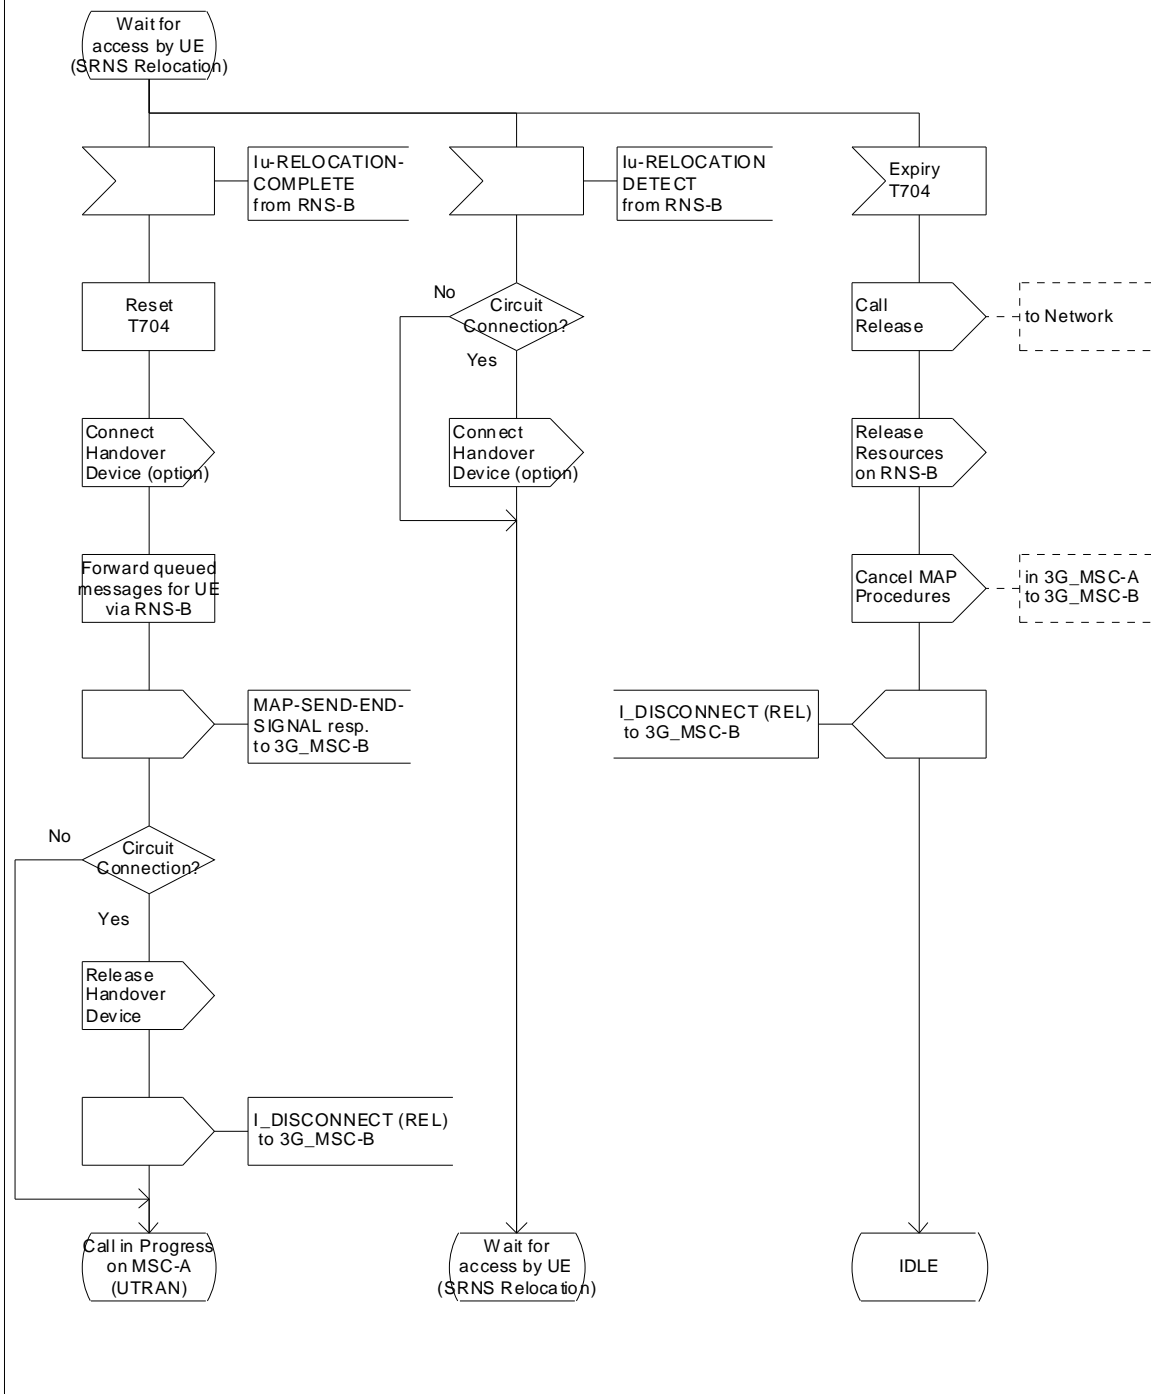 Wait for
access by UE
(SRNS Relocation)
Iu-RELOCATION-
COMPLETE
from RNS-B
Iu-RELOCATION
DETECT
from RNS-B
Expiry
T704
Reset
T704
No
Circuit
Connection?
Yes
Call
Release
to Network
Connect
Handover
Device (option)
Connect
Handover
Device (option)
Release
Resources
on RNS-B
Forward queued
messages for UE
via RNS-B
Cancel MAP
Procedures
in 3G_MSC-A
to 3G_MSC-B
MAP-SEND-END-
SIGNAL resp.
to 3G_MSC-B
I_DISCONNECT (REL)
to 3G_MSC-B
No
Circuit
Connection?
Yes
Release
Handover
Device
I_DISCONNECT (REL)
to 3G_MSC-B
Call in Progress
on MSC-A
(UTRAN)
Wait for
access by UE
(SRNS Relocation)
IDLE